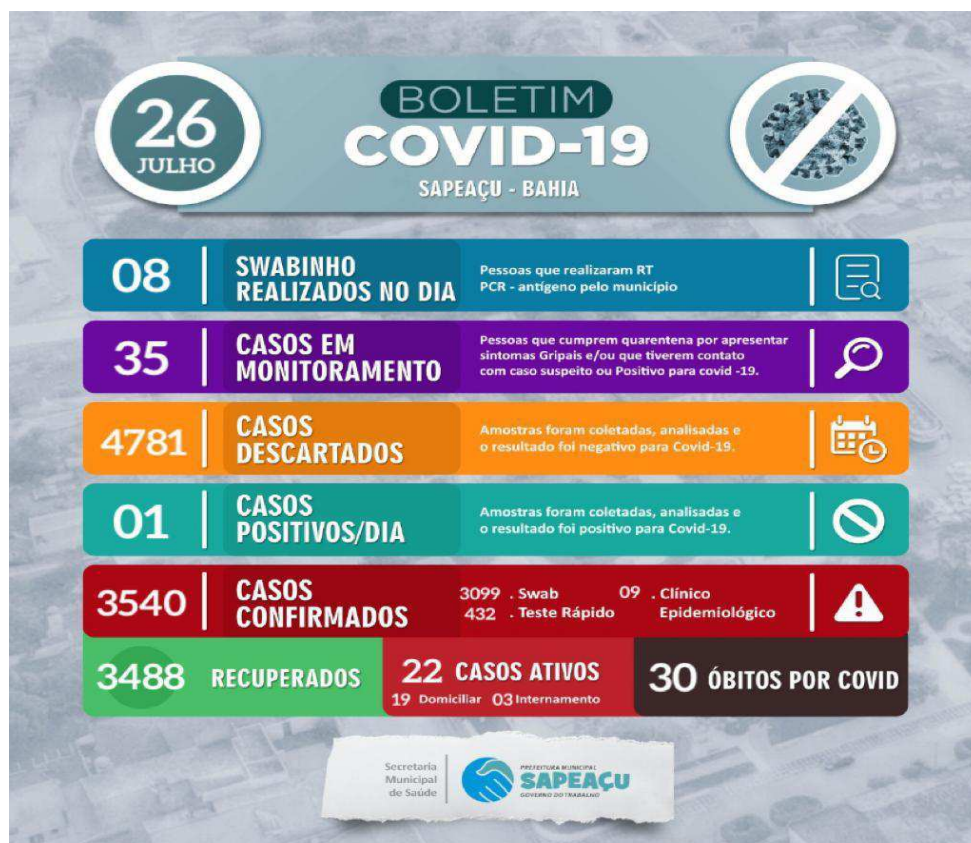 26
JULHO
BOLETIM
COVID-19
SAPEAÇU - BAHIA
08
SWABINHO
REALIZADOS NO DIA
Pessoas que realizaram RT
PCR - antígeno pelo município
35
CASOS EM
MONITORAMENTO
Pessoas que cumprem quarentena por apresentar
sintomas Gripais e/ou que tiverem contato
com caso suspeito ou Positivo para covid -19.
4781
CASOS
DESCARTADOS
Amostras foram coletadas, analisadas e
o resultado foi negativo para Covid-19.
01
CASOS
POSITIVOS/DIA
Amostras foram coletadas, analisadas e
o resultado foi positivo para Covid-19.
3540
CASOS
CONFIRMADOS
3099 . Swab
432 . Teste Rápido
09 . Clínico
Epidemiológico
3488 RECUPERADOS
22 CASOS ATIVOS
19 Domiciliar 03 Internamento
30 ÓBITOS POR COVID
Secretaria
Municipal
de Saúde
PREFEITURA MUNICIPAL
SAPEAÇU
GOVERNO DO TRABALHO